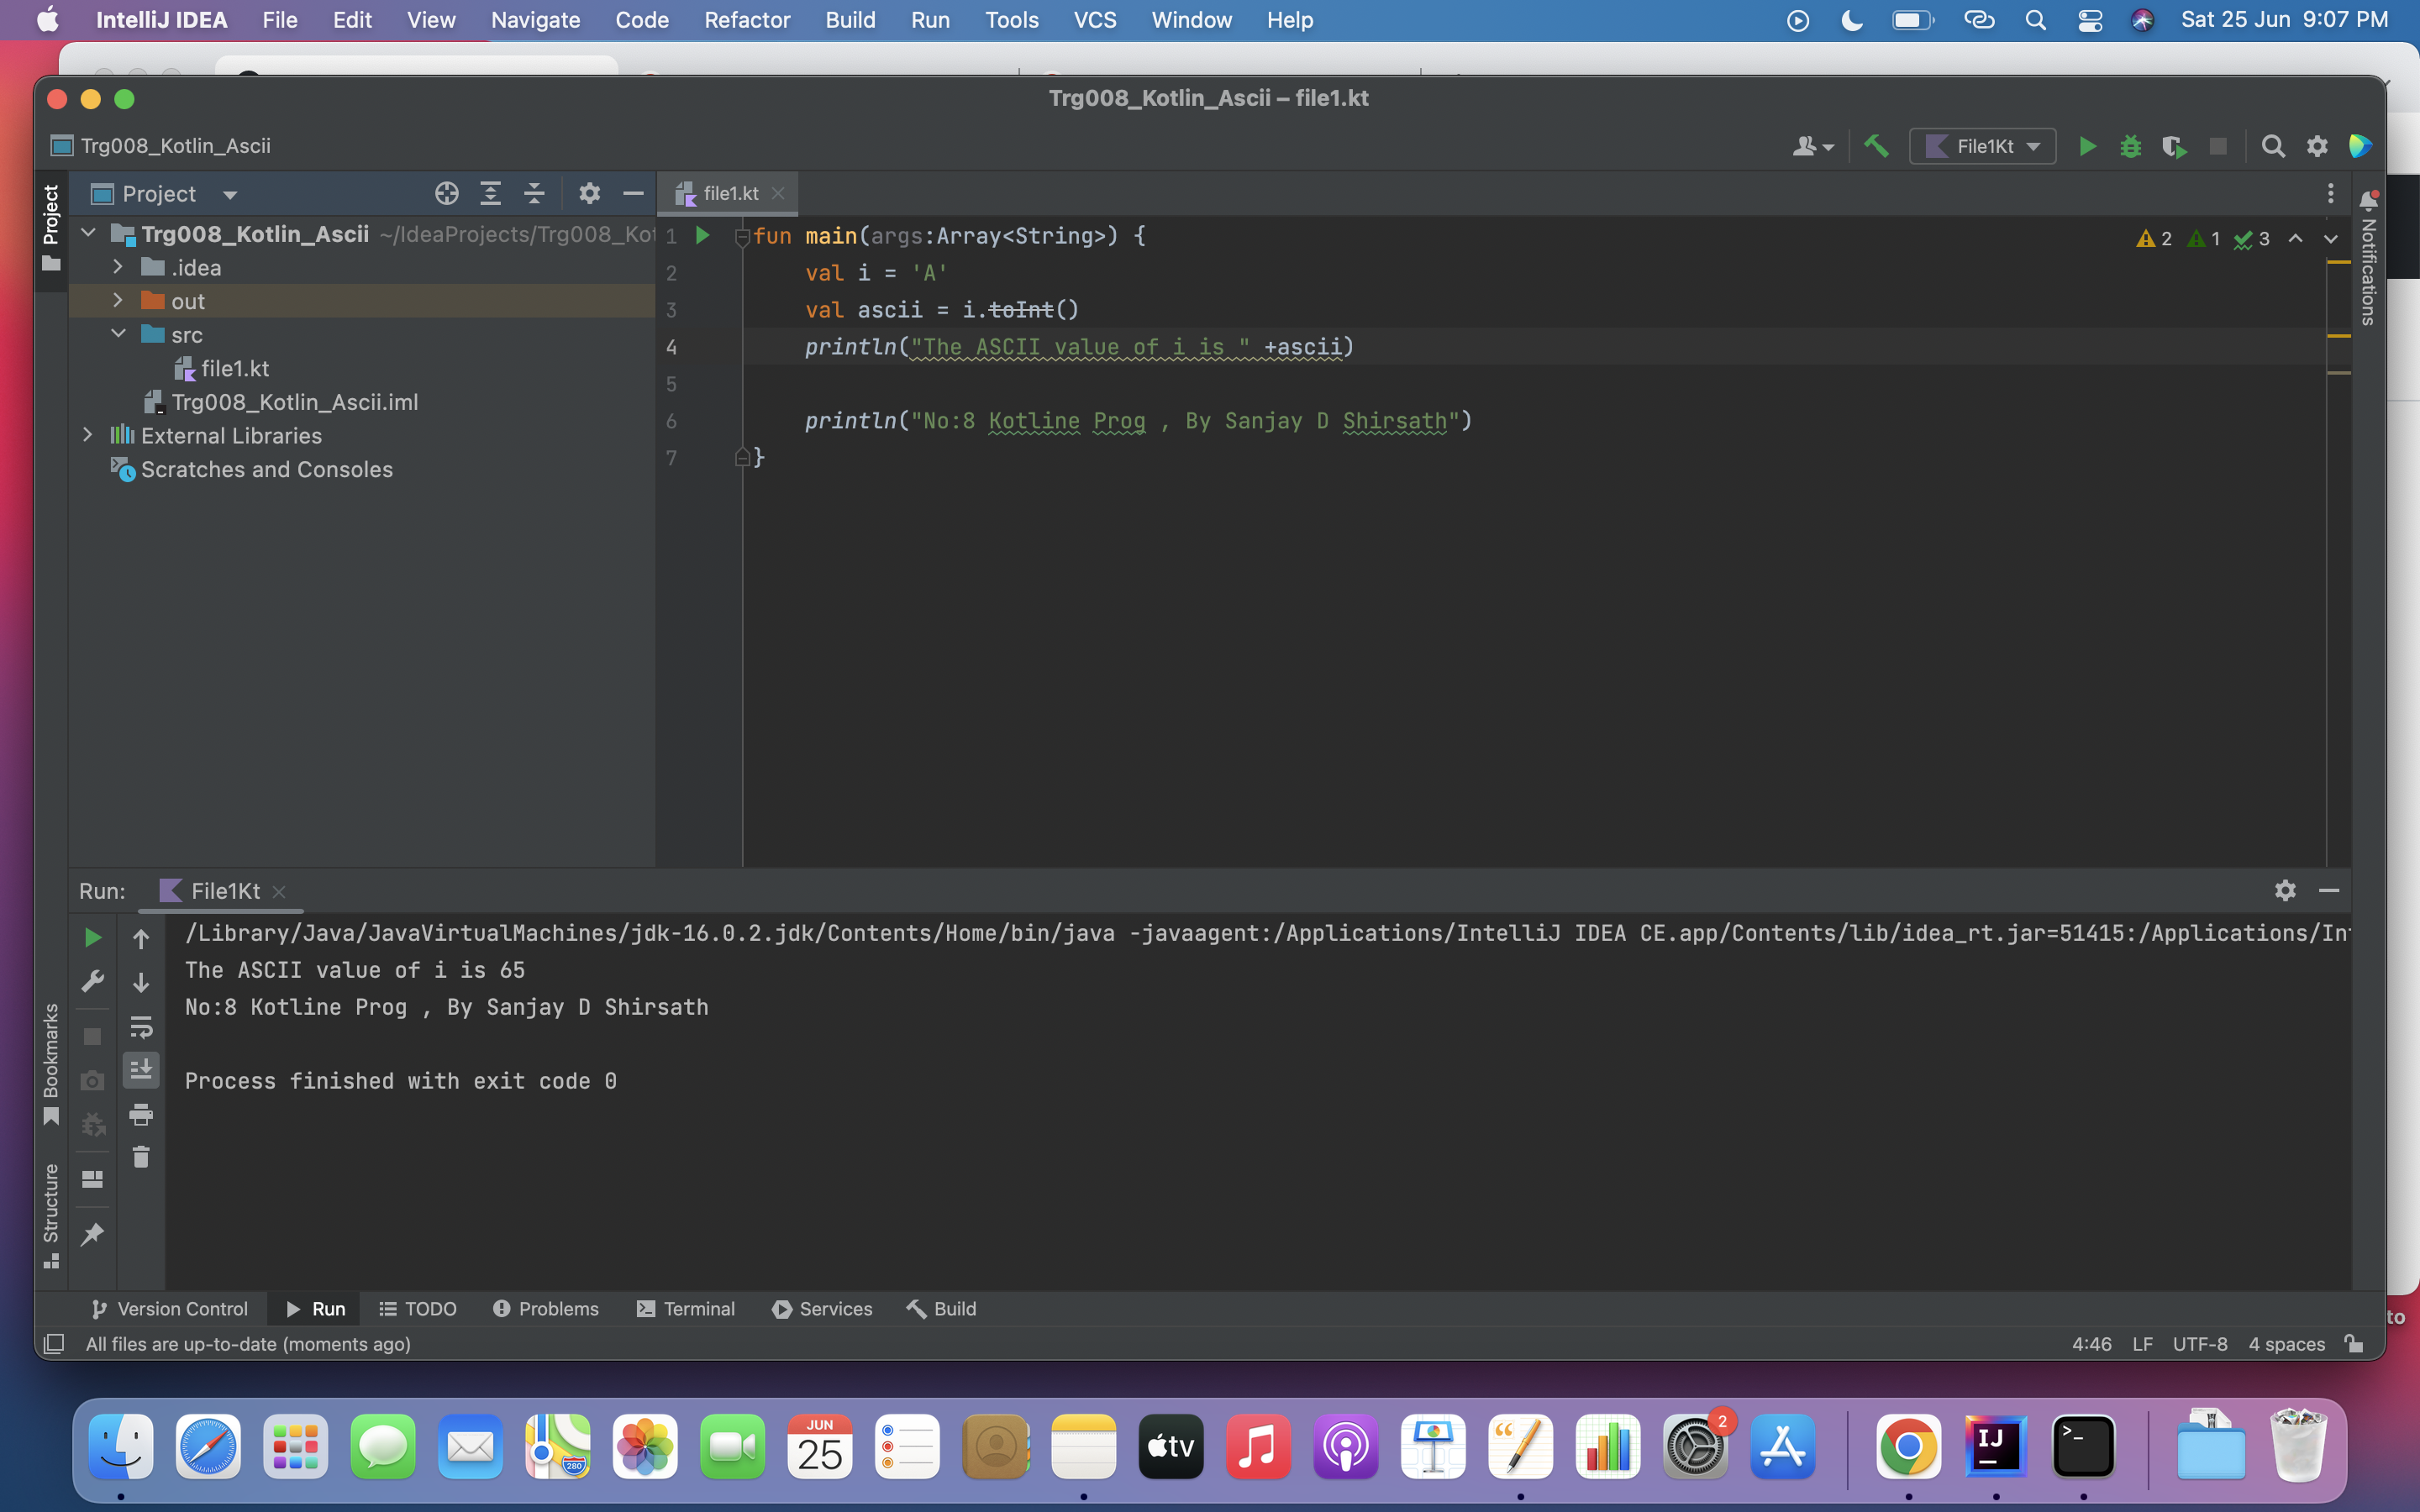 IntelliJ IDEA File Edit View Navigate Code Refactor Build Run Tools VCS Window Help Sat 25 Jun 9:07 PM
Trg008_Kotlin_Ascii – file1.kt
Trg008_Kotlin_Ascii File1Kt
Project
Project
file1.kt
Notifications
Trg008_Kotlin_Ascii ~/IdeaProjects/Trg008_Ko
.idea
out
src
file1.kt
Trg008_Kotlin_Ascii.iml
External Libraries
Scratches and Consoles
2 1 3
1 fun main(args:Array<String>) {
2 val i = 'A'
3 val ascii = i.toInt()
4 println("The ASCII value of i is " +ascii)
5
6 println("No:8 Kotline Prog , By Sanjay D Shirsath")
7 }
Run: File1Kt
/Library/Java/JavaVirtualMachines/jdk-16.0.2.jdk/Contents/Home/bin/java -javaagent:/Applications/IntelliJ IDEA CE.app/Contents/lib/idea_rt.jar=51415:/Applications/In
The ASCII value of i is 65
No:8 Kotline Prog , By Sanjay D Shirsath
Process finished with exit code 0
Bookmarks
Structure
Version Control Run TODO Problems Terminal Services Build
All files are up-to-date (moments ago) 4:46 LF UTF-8 4 spaces
to
280
JUN
25
tv
2
IJ
>_